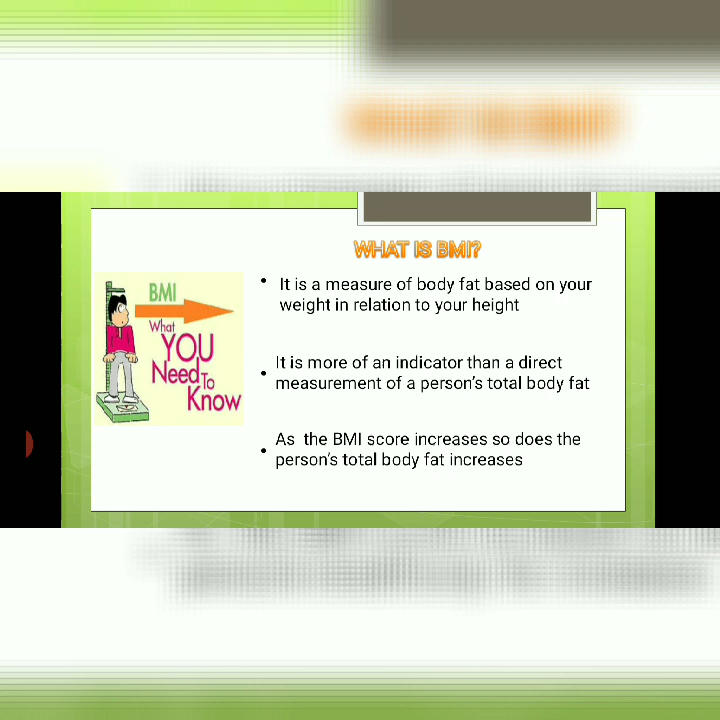 WHAT IS BMI?
BMI
What
YOU
Need To
Know
• It is a measure of body fat based on your
weight in relation to your height
• It is more of an indicator than a direct
measurement of a person's total body fat
• As the BMI score increases so does the
person's total body fat increases